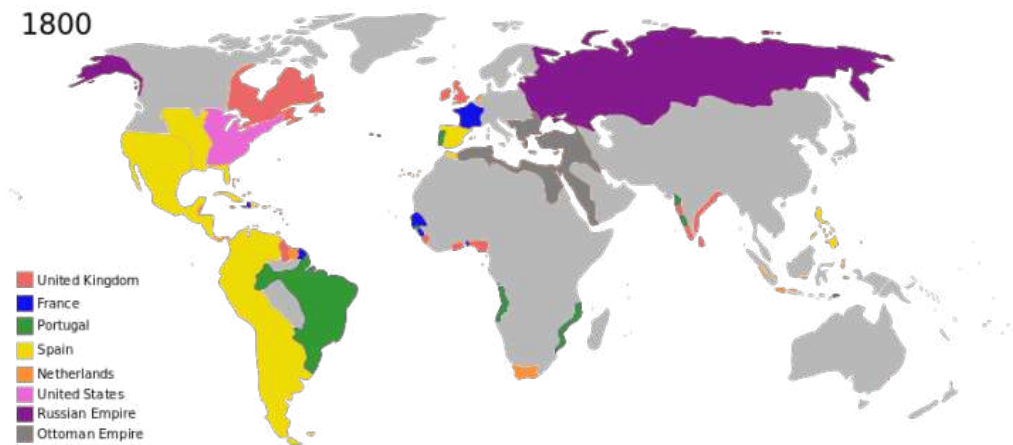 1800
United Kingdom
France
Portugal
Spain
Netherlands
United States
Russian Empire
Ottoman Empire